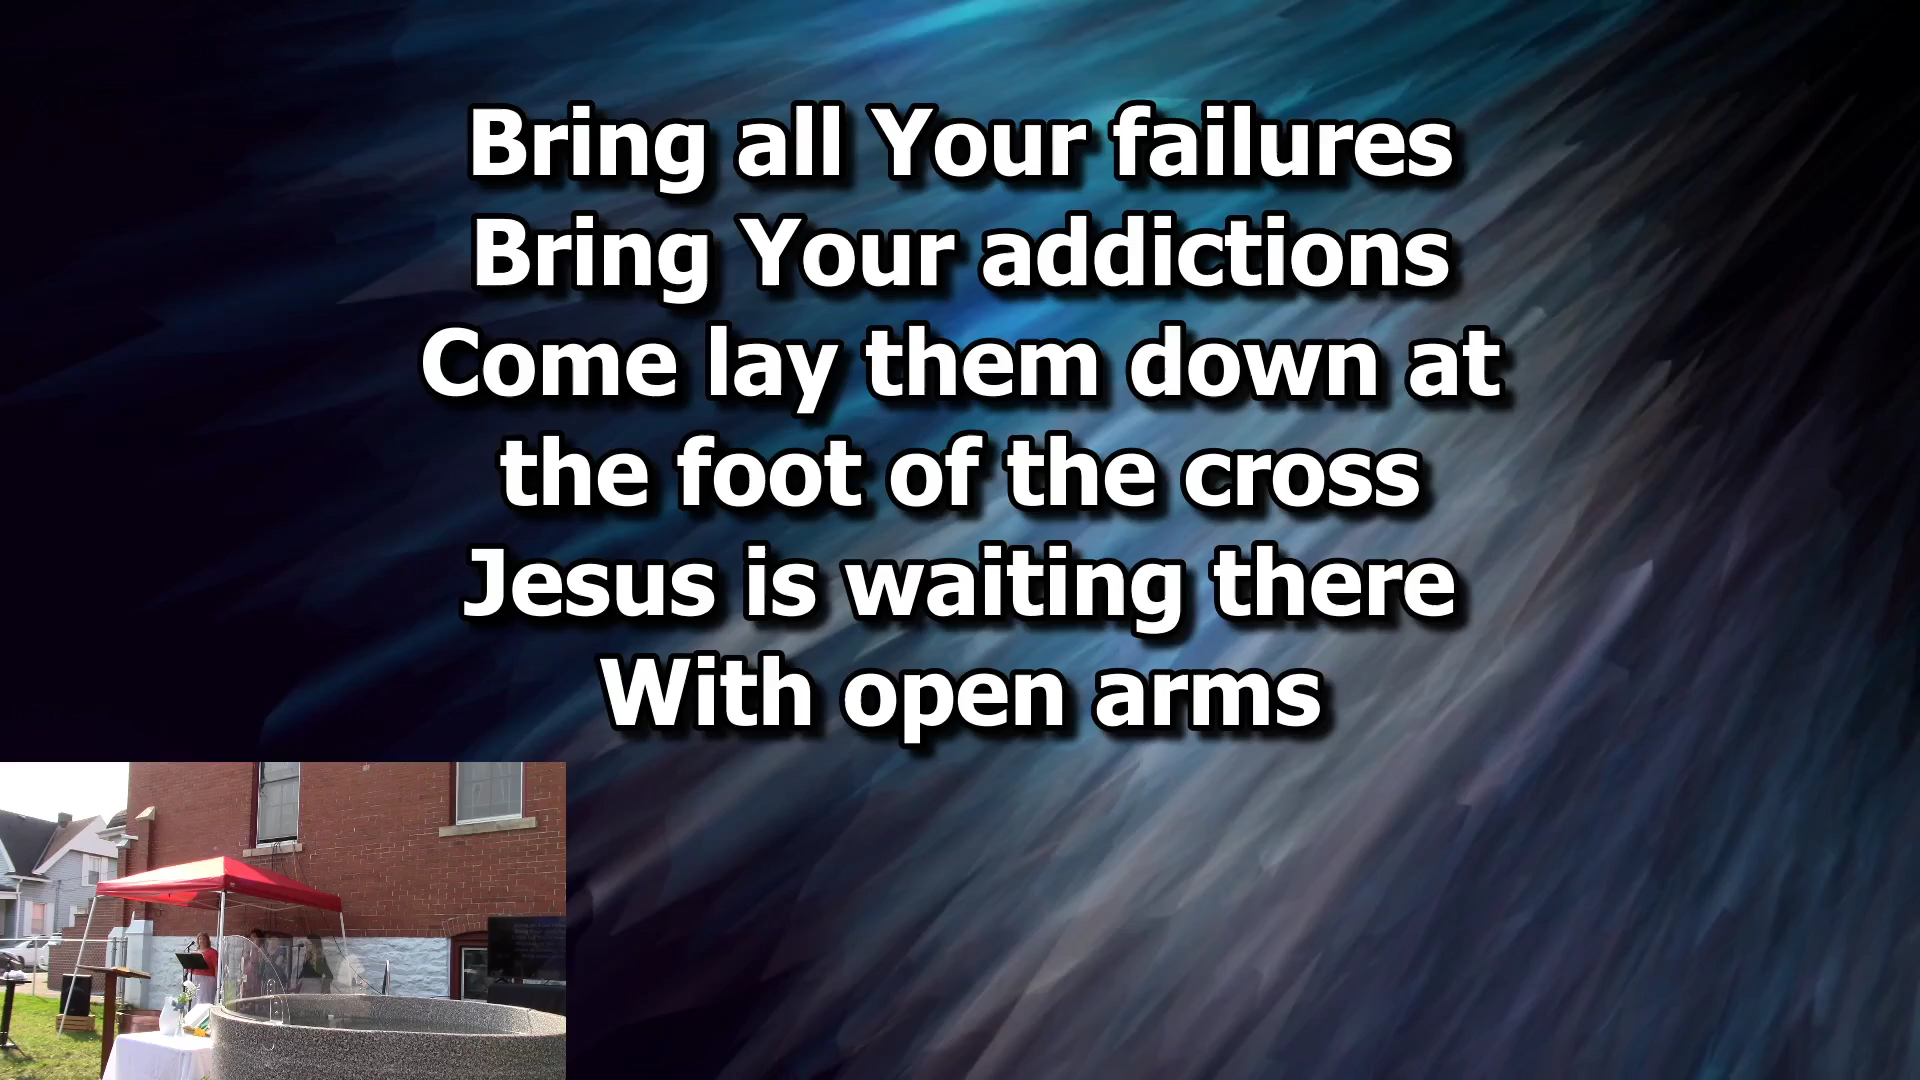 Bring all Your failures
Bring Your addictions
Come lay them down at
the foot of the cross
Jesus is waiting there
With open arms